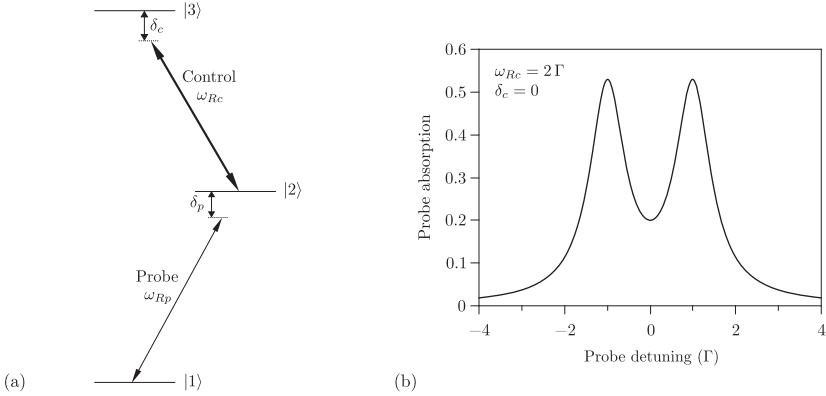 |3⟩
δc
Control
ωRc
|2⟩
δp
Probe
ωRp
|1⟩
(a)
0.6
0.5
0.4
0.3
0.2
0.1
0
Probe absorption
ωRc = 2 Γ
δc = 0
−4 −2 0 2 4
Probe detuning (Γ)
(b)